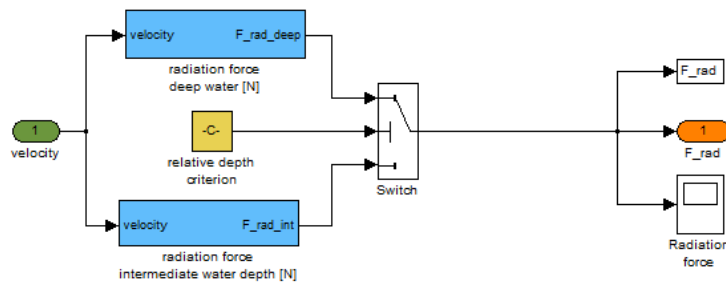 velocity F_rad_deep
radiation force
deep water [N]
F_rad
1
velocity
-C-
relative depth
criterion
Switch
1
F_rad
velocity F_rad_int
radiation force
intermediate water depth [N]
Radiation
force